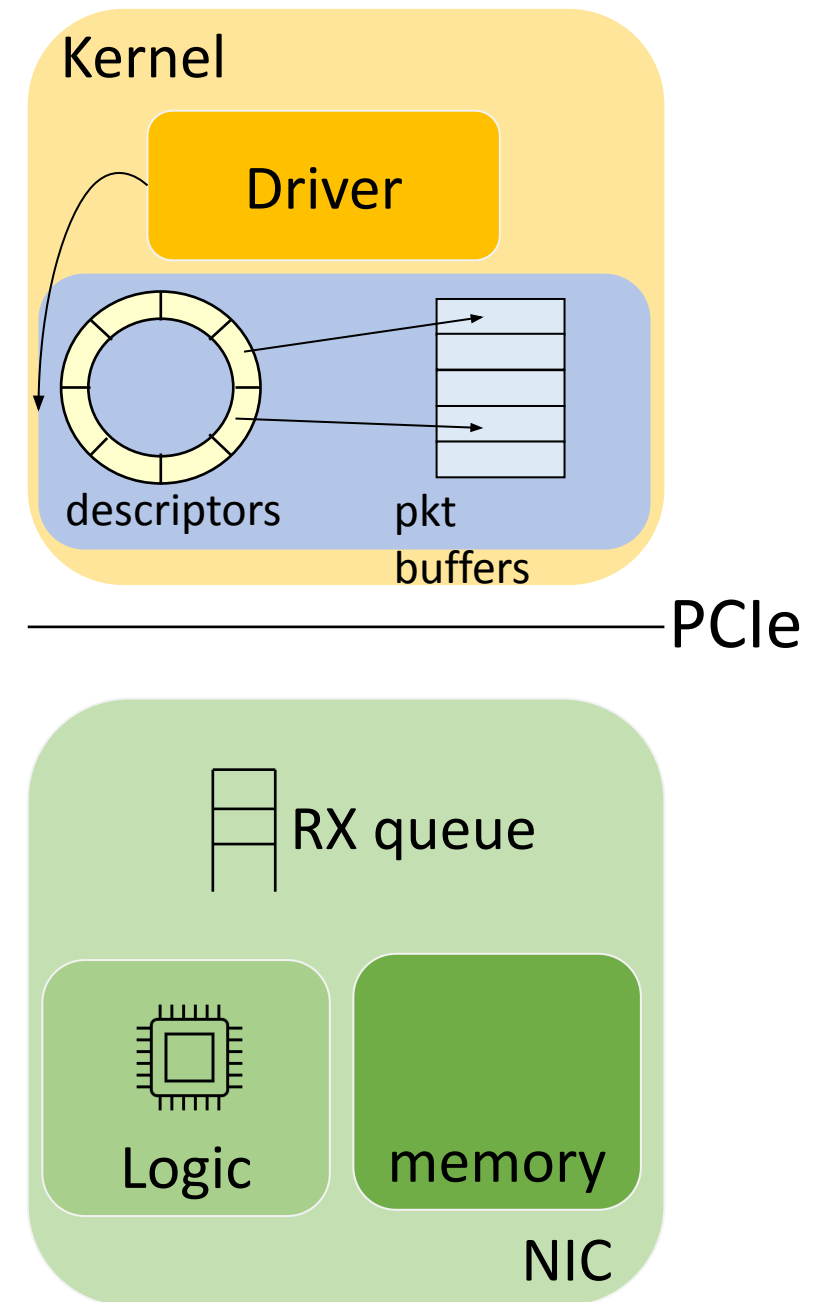 Kernel
Driver
descriptors
pkt
buffers
PCIe
RX queue
Logic
memory
NIC